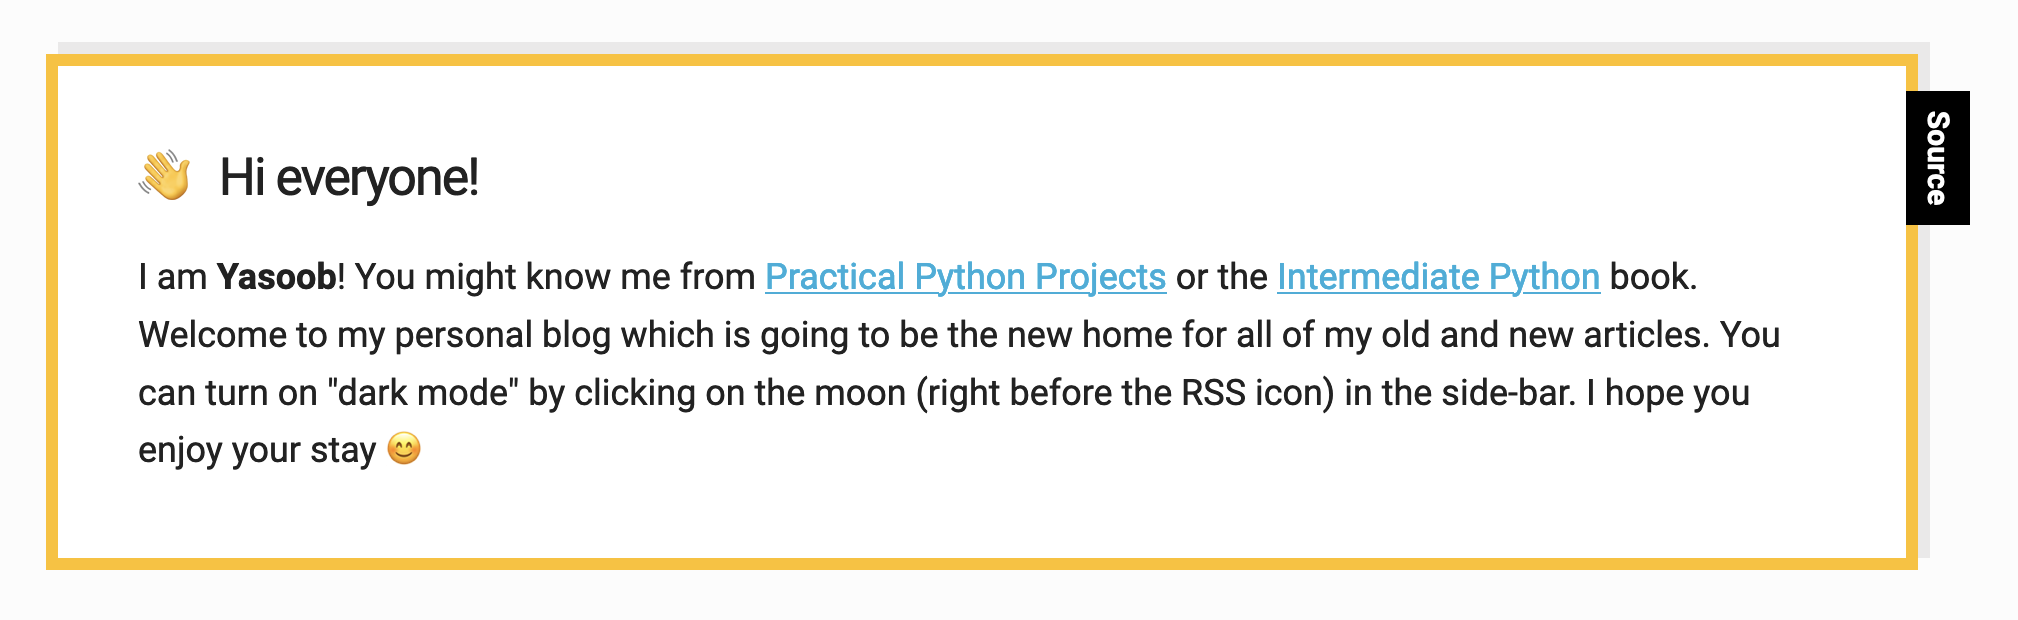 👋 Hi everyone!
Source
I am Yasoob! You might know me from Practical Python Projects or the Intermediate Python book.
Welcome to my personal blog which is going to be the new home for all of my old and new articles. You
can turn on "dark mode" by clicking on the moon (right before the RSS icon) in the side-bar. I hope you
enjoy your stay 😊